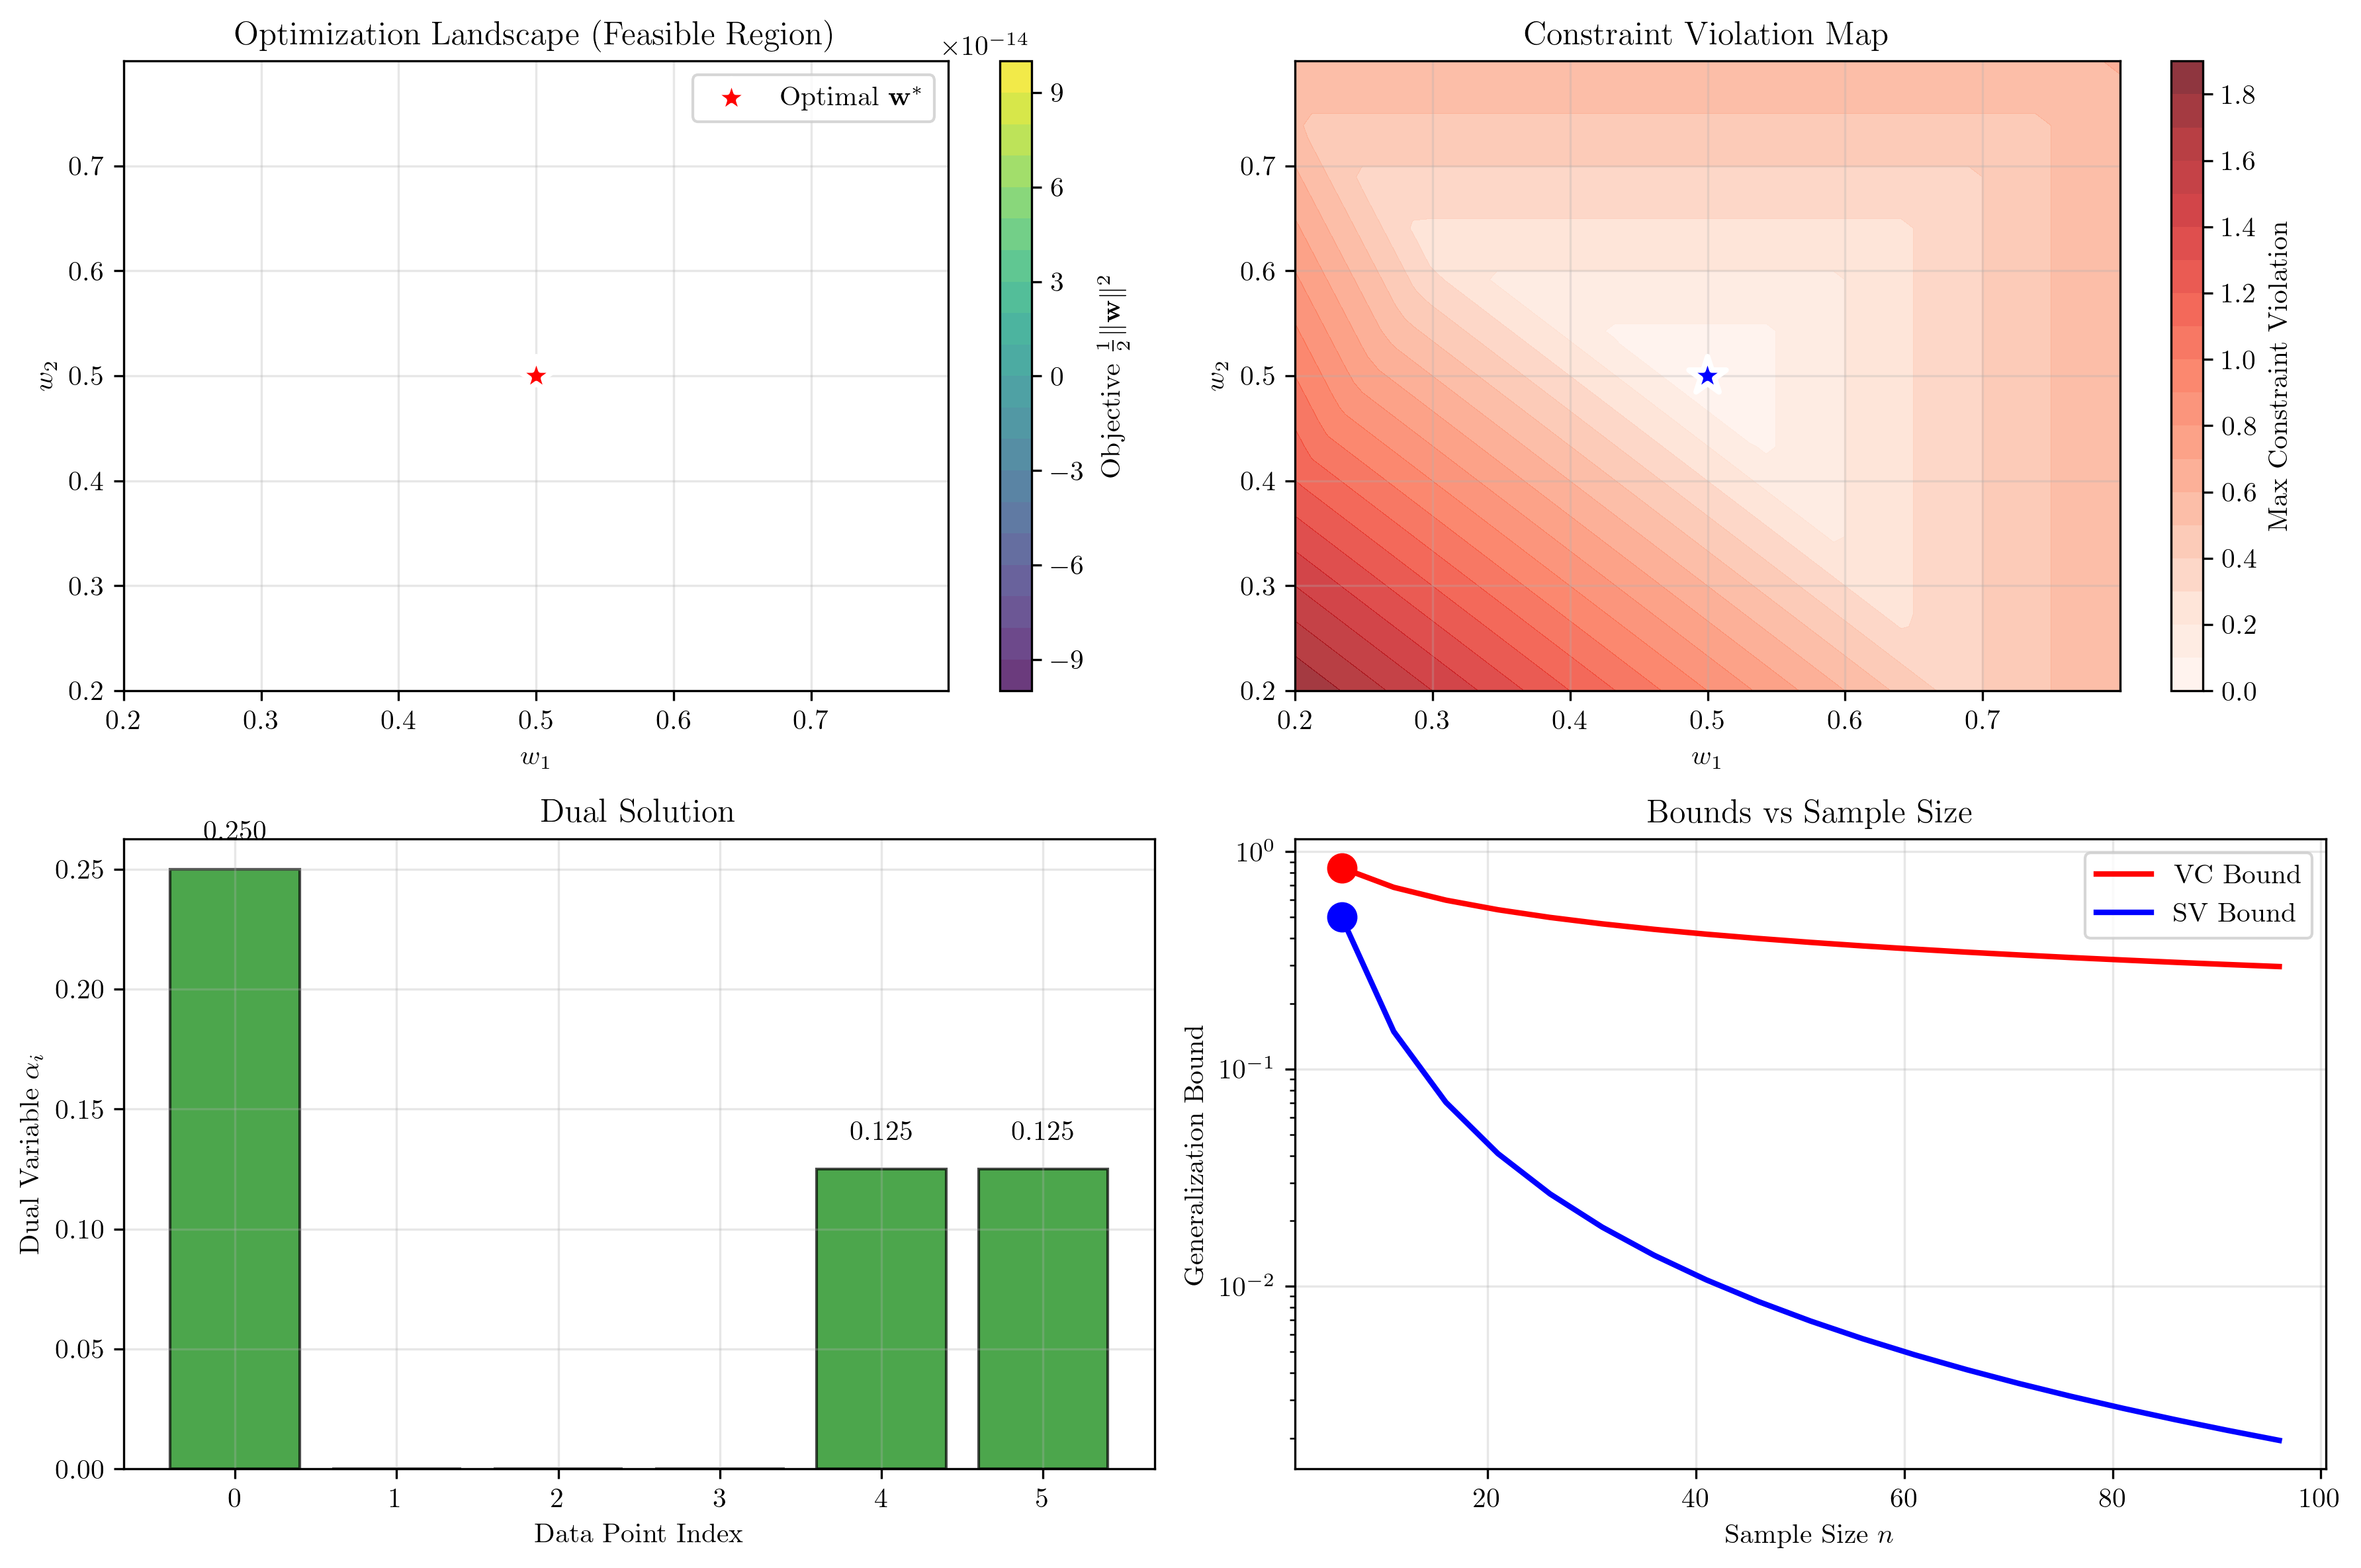 Optimization Landscape (Feasible Region)
×10⁻¹⁴
Optimal w*
0.7
0.6
0.5
0.4
0.3
0.2
w₂
0.2 0.3 0.4 0.5 0.6 0.7
w₁
9
6
3
0
−3
−6
−9
Objective ½||w||²
Constraint Violation Map
0.7
0.6
0.5
0.4
0.3
0.2
w₂
0.2 0.3 0.4 0.5 0.6 0.7
w₁
1.8
1.6
1.4
1.2
1.0
0.8
0.6
0.4
0.2
0.0
Max Constraint Violation
Dual Solution
0.250
0.125 0.125
0.25
0.20
0.15
0.10
0.05
0.00
Dual Variable αᵢ
0 1 2 3 4 5
Data Point Index
Bounds vs Sample Size
VC Bound
SV Bound
10⁰
10⁻¹
10⁻²
Generalization Bound
20 40 60 80 100
Sample Size n